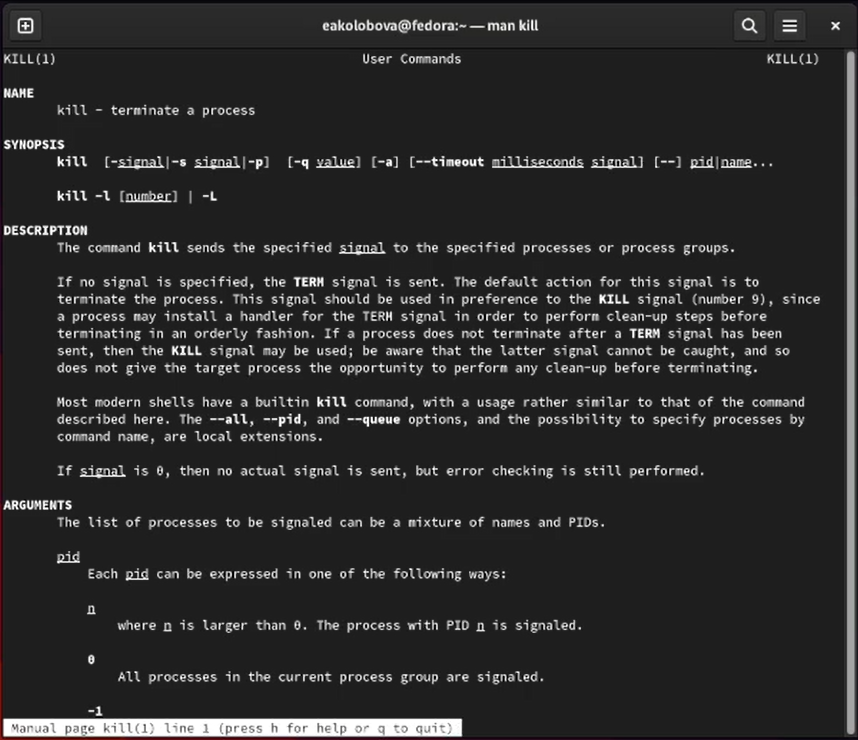 eakolobova@fedora:~ — man kill
KILL(1) User Commands KILL(1)
NAME
kill - terminate a process
SYNOPSIS
kill [-signal|-s signal|-p] [-q value] [-a] [--timeout milliseconds signal] [--] pid|name...
kill -l [number] | -L
DESCRIPTION
The command kill sends the specified signal to the specified processes or process groups.
If no signal is specified, the TERM signal is sent. The default action for this signal is to
terminate the process. This signal should be used in preference to the KILL signal (number 9), since
a process may install a handler for the TERM signal in order to perform clean-up steps before
terminating in an orderly fashion. If a process does not terminate after a TERM signal has been
sent, then the KILL signal may be used; be aware that the latter signal cannot be caught, and so
does not give the target process the opportunity to perform any clean-up before terminating.
Most modern shells have a builtin kill command, with a usage rather similar to that of the command
described here. The --all, --pid, and --queue options, and the possibility to specify processes by
command name, are local extensions.
If signal is 0, then no actual signal is sent, but error checking is still performed.
ARGUMENTS
The list of processes to be signaled can be a mixture of names and PIDs.
pid
Each pid can be expressed in one of the following ways:
n
where n is larger than 0. The process with PID n is signaled.
0
All processes in the current process group are signaled.
-1
Manual page kill(1) line 1 (press h for help or q to quit)